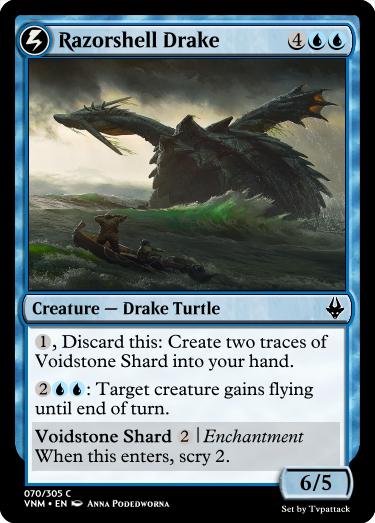 Razorshell Drake 4
Creature — Drake Turtle
1, Discard this: Create two traces of
Voidstone Shard into your hand.
2: Target creature gains flying
until end of turn.
Voidstone Shard 2 | Enchantment
When this enters, scry 2.
6/5
070/305 C
VNM • EN Anna Podedworna
Set by Tvpattack